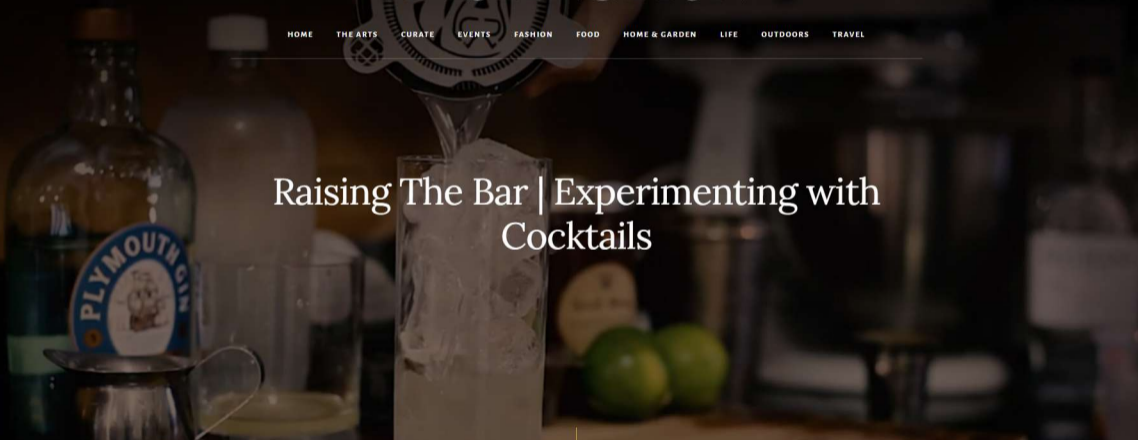 HOME THE ARTS CURATE EVENTS FASHION FOOD HOME & GARDEN LIFE OUTDOORS TRAVEL
Raising The Bar | Experimenting with
Cocktails
PLYMOUTH GIN